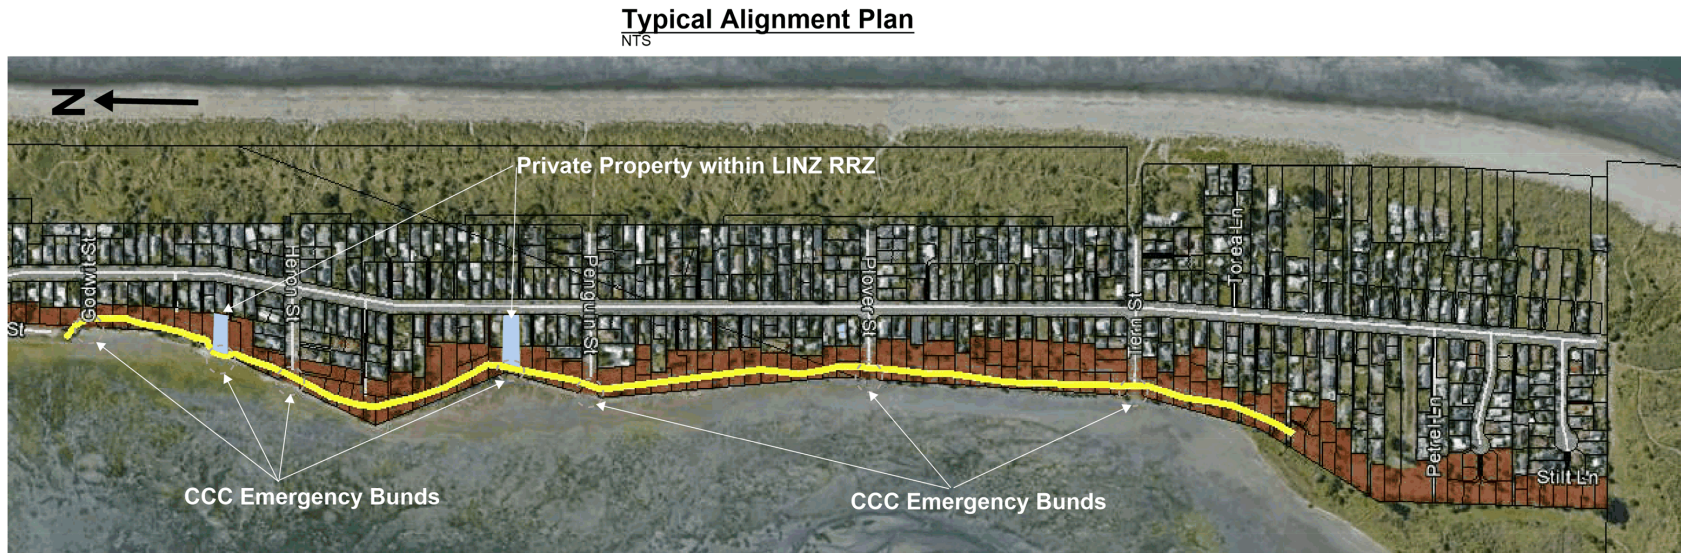 Typical Alignment Plan
NTS
N
Private Property within LINZ RRZ
Godwit St
Heron St
Penguin St
Plover St
Tern St
Torea Ln
St
Petrel Ln
Stilt Ln
CCC Emergency Bunds
CCC Emergency Bunds